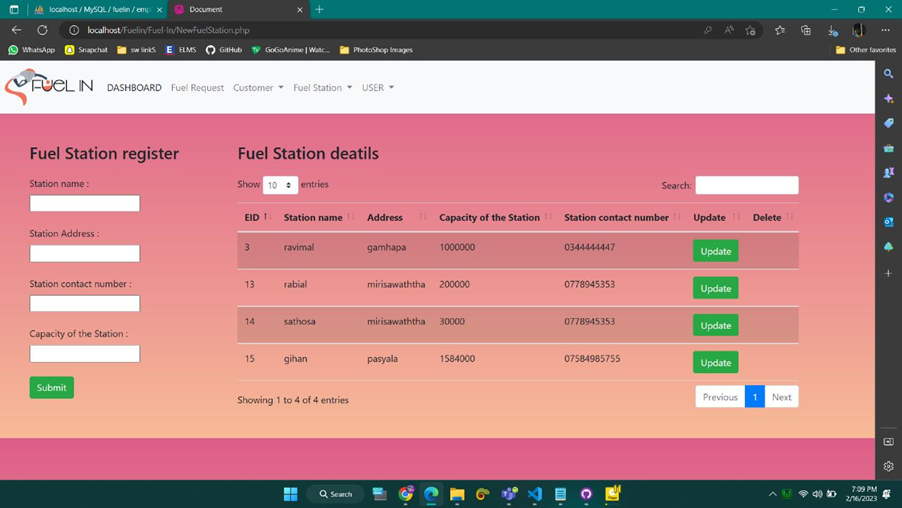 localhost / MySQL / fuelin / emp
Document
localhost/Fuelin/Fuel-In/NewFuelStation.php
WhatsApp
Snapchat
sw linkS
ELMS
GitHub
GoGoAnime | Watc...
PhotoShop Images
Other favorites
FUEL IN
DASHBOARD
Fuel Request
Customer
Fuel Station
USER
Fuel Station register
Station name :
Station Address :
Station contact number :
Capacity of the Station :
Submit
Fuel Station deatils
Show 10 entries
Search:
EID Station name Address Capacity of the Station Station contact number Update Delete
3 ravimal gamhapa 1000000 0344444447 Update
13 rabial mirisawaththa 200000 0778945353 Update
14 sathosa mirisawaththa 30000 0778945353 Update
15 gihan pasyala 1584000 07584985755 Update
Showing 1 to 4 of 4 entries
Previous 1 Next
Search
7:09 PM
2/16/2023